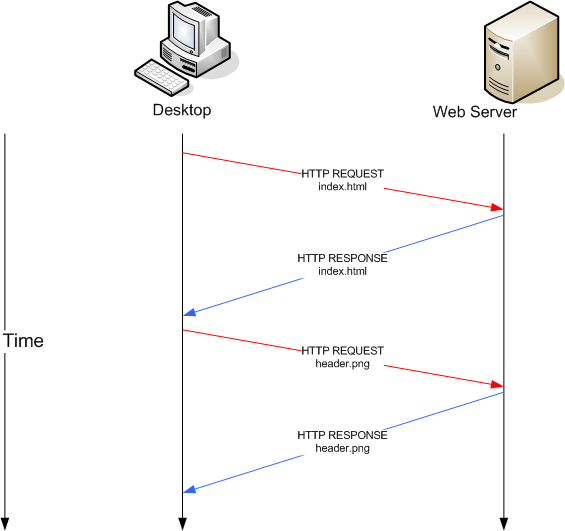 Desktop
Web Server
HTTP REQUEST
index.html
HTTP RESPONSE
index.html
Time
HTTP REQUEST
header.png
HTTP RESPONSE
header.png